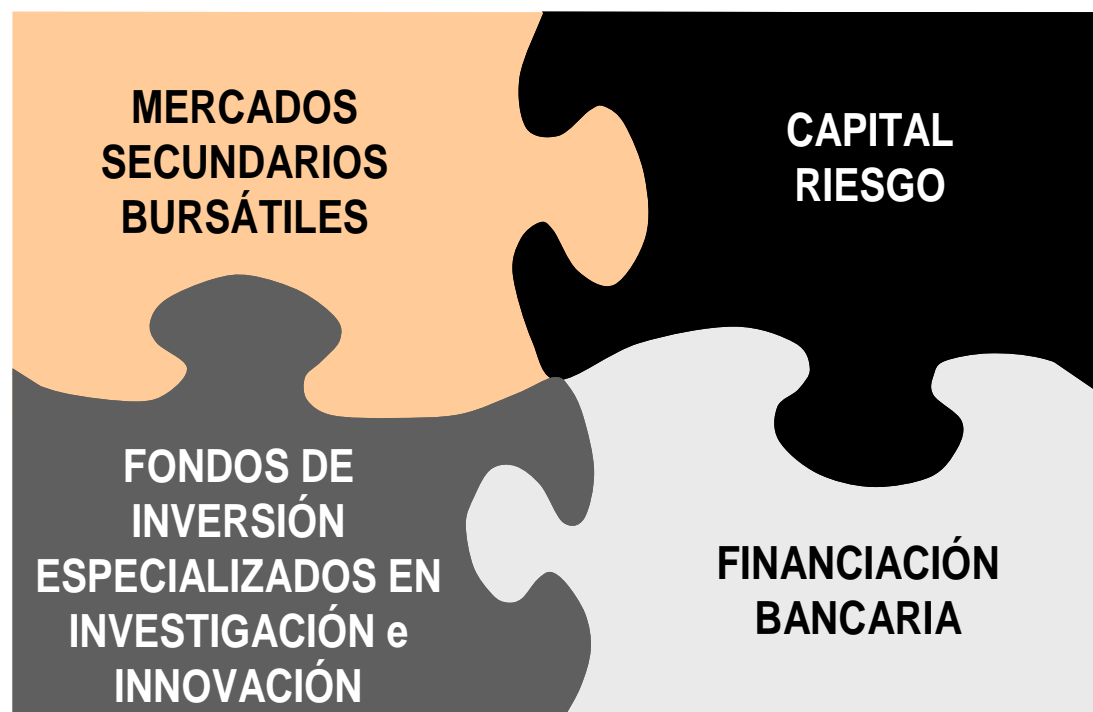 MERCADOS
SECUNDARIOS
BURSÁTILES
CAPITAL
RIESGO
FONDOS DE
INVERSIÓN
ESPECIALIZADOS EN
INVESTIGACIÓN e
INNOVACIÓN
FINANCIACIÓN
BANCARIA